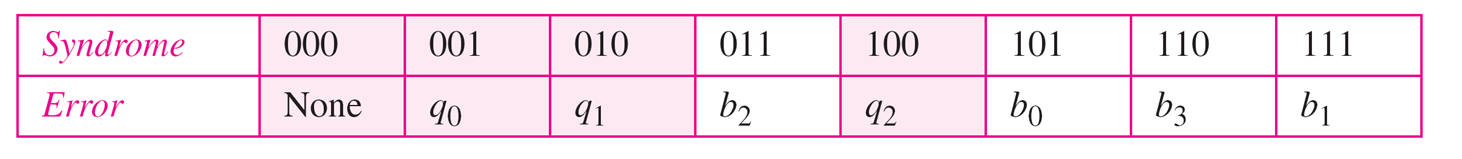 Syndrome 000 001 010 011 100 101 110 111
Error None q0 q1 b2 q2 b0 b3 b1